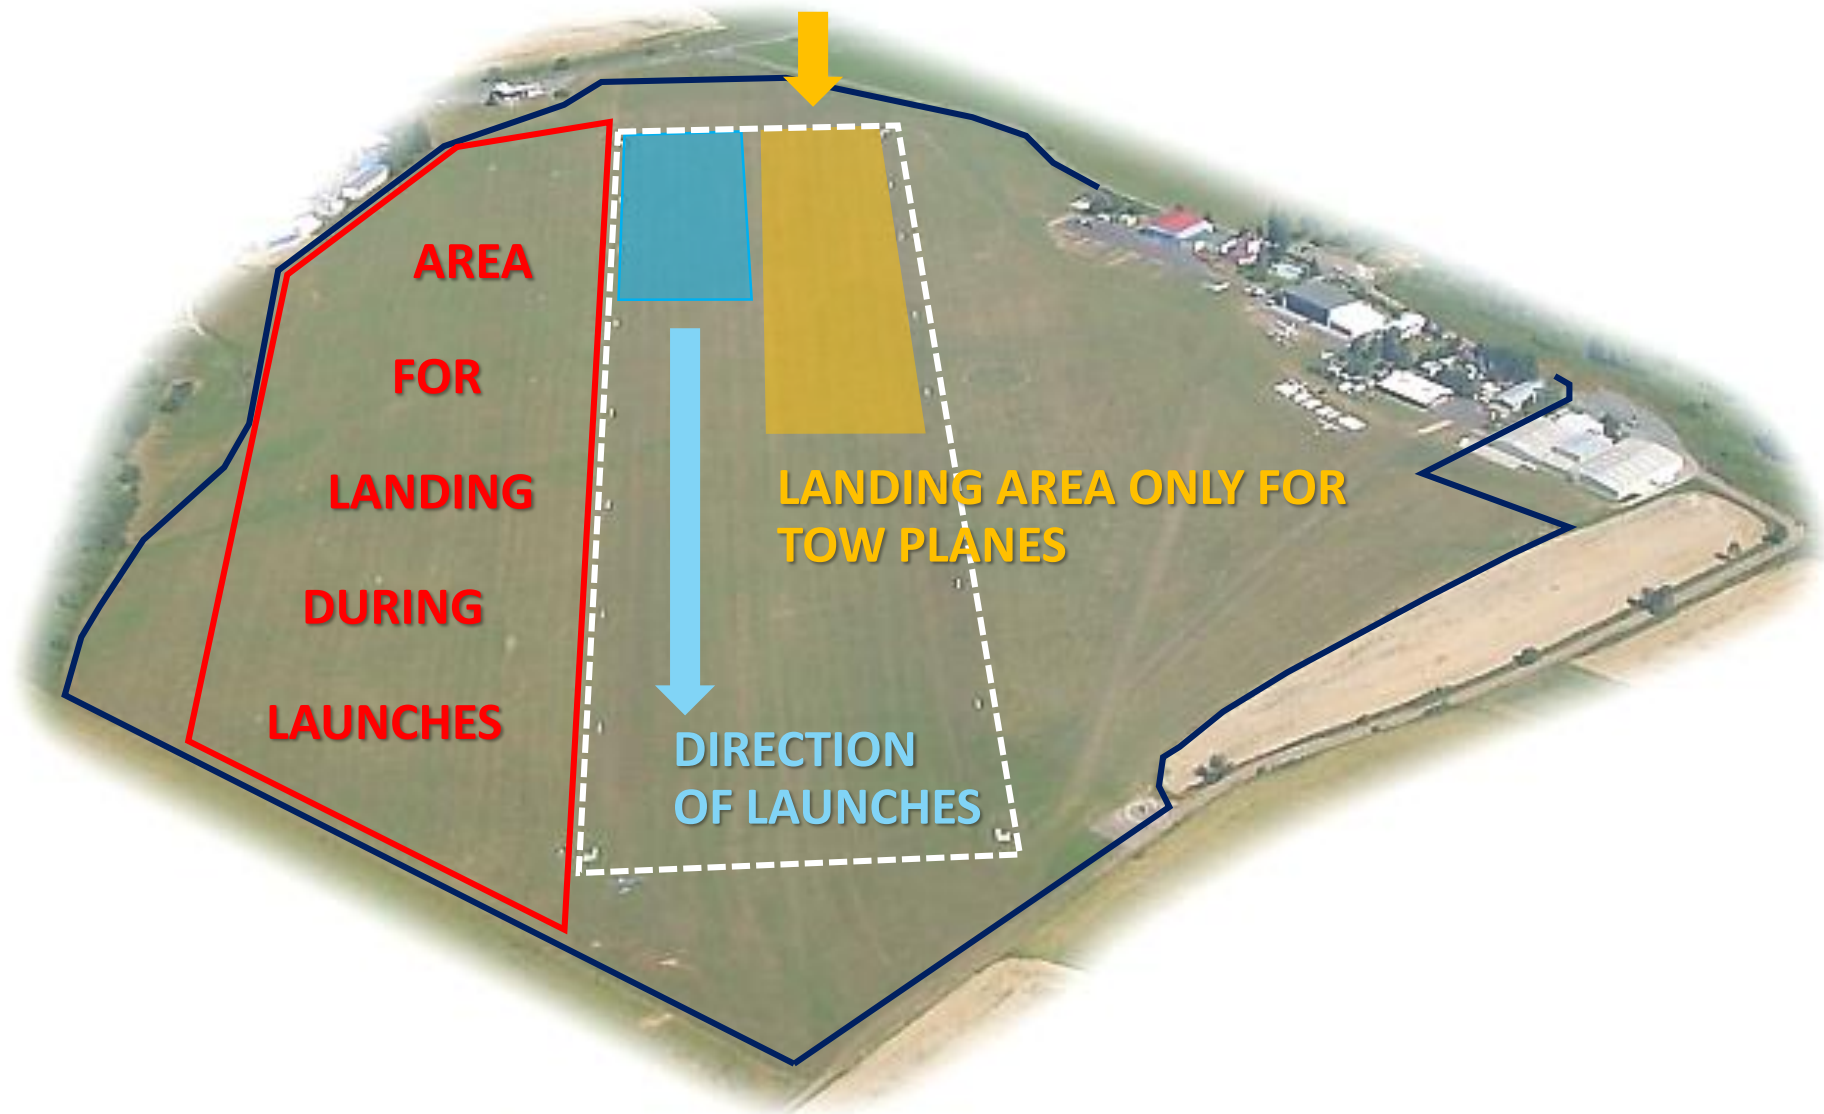 AREA
FOR
LANDING
DURING
LAUNCHES
LANDING AREA ONLY FOR
TOW PLANES
DIRECTION
OF LAUNCHES